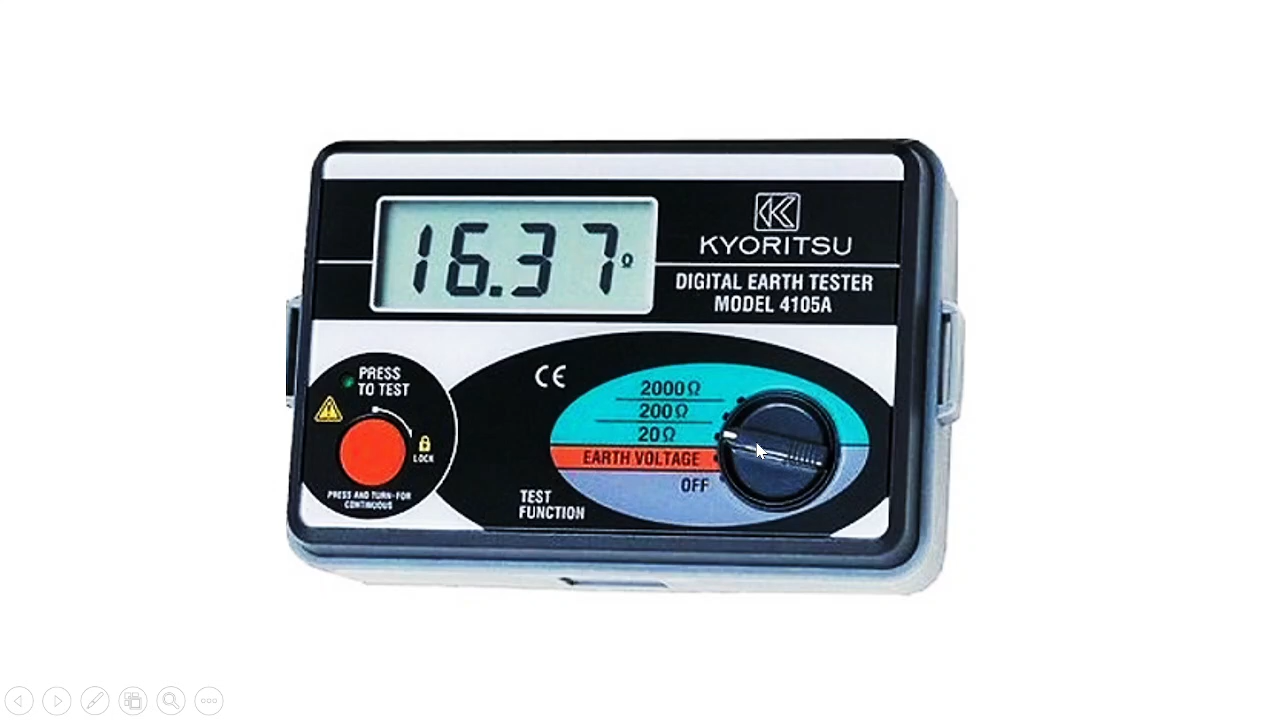 16.37 Ω
KYORITSU
DIGITAL EARTH TESTER
MODEL 4105A
PRESS
TO TEST
LOCK
PRESS AND TURN-FOR
CONTINUOUS
CE
2000Ω
200Ω
20Ω
EARTH VOLTAGE
OFF
TEST
FUNCTION